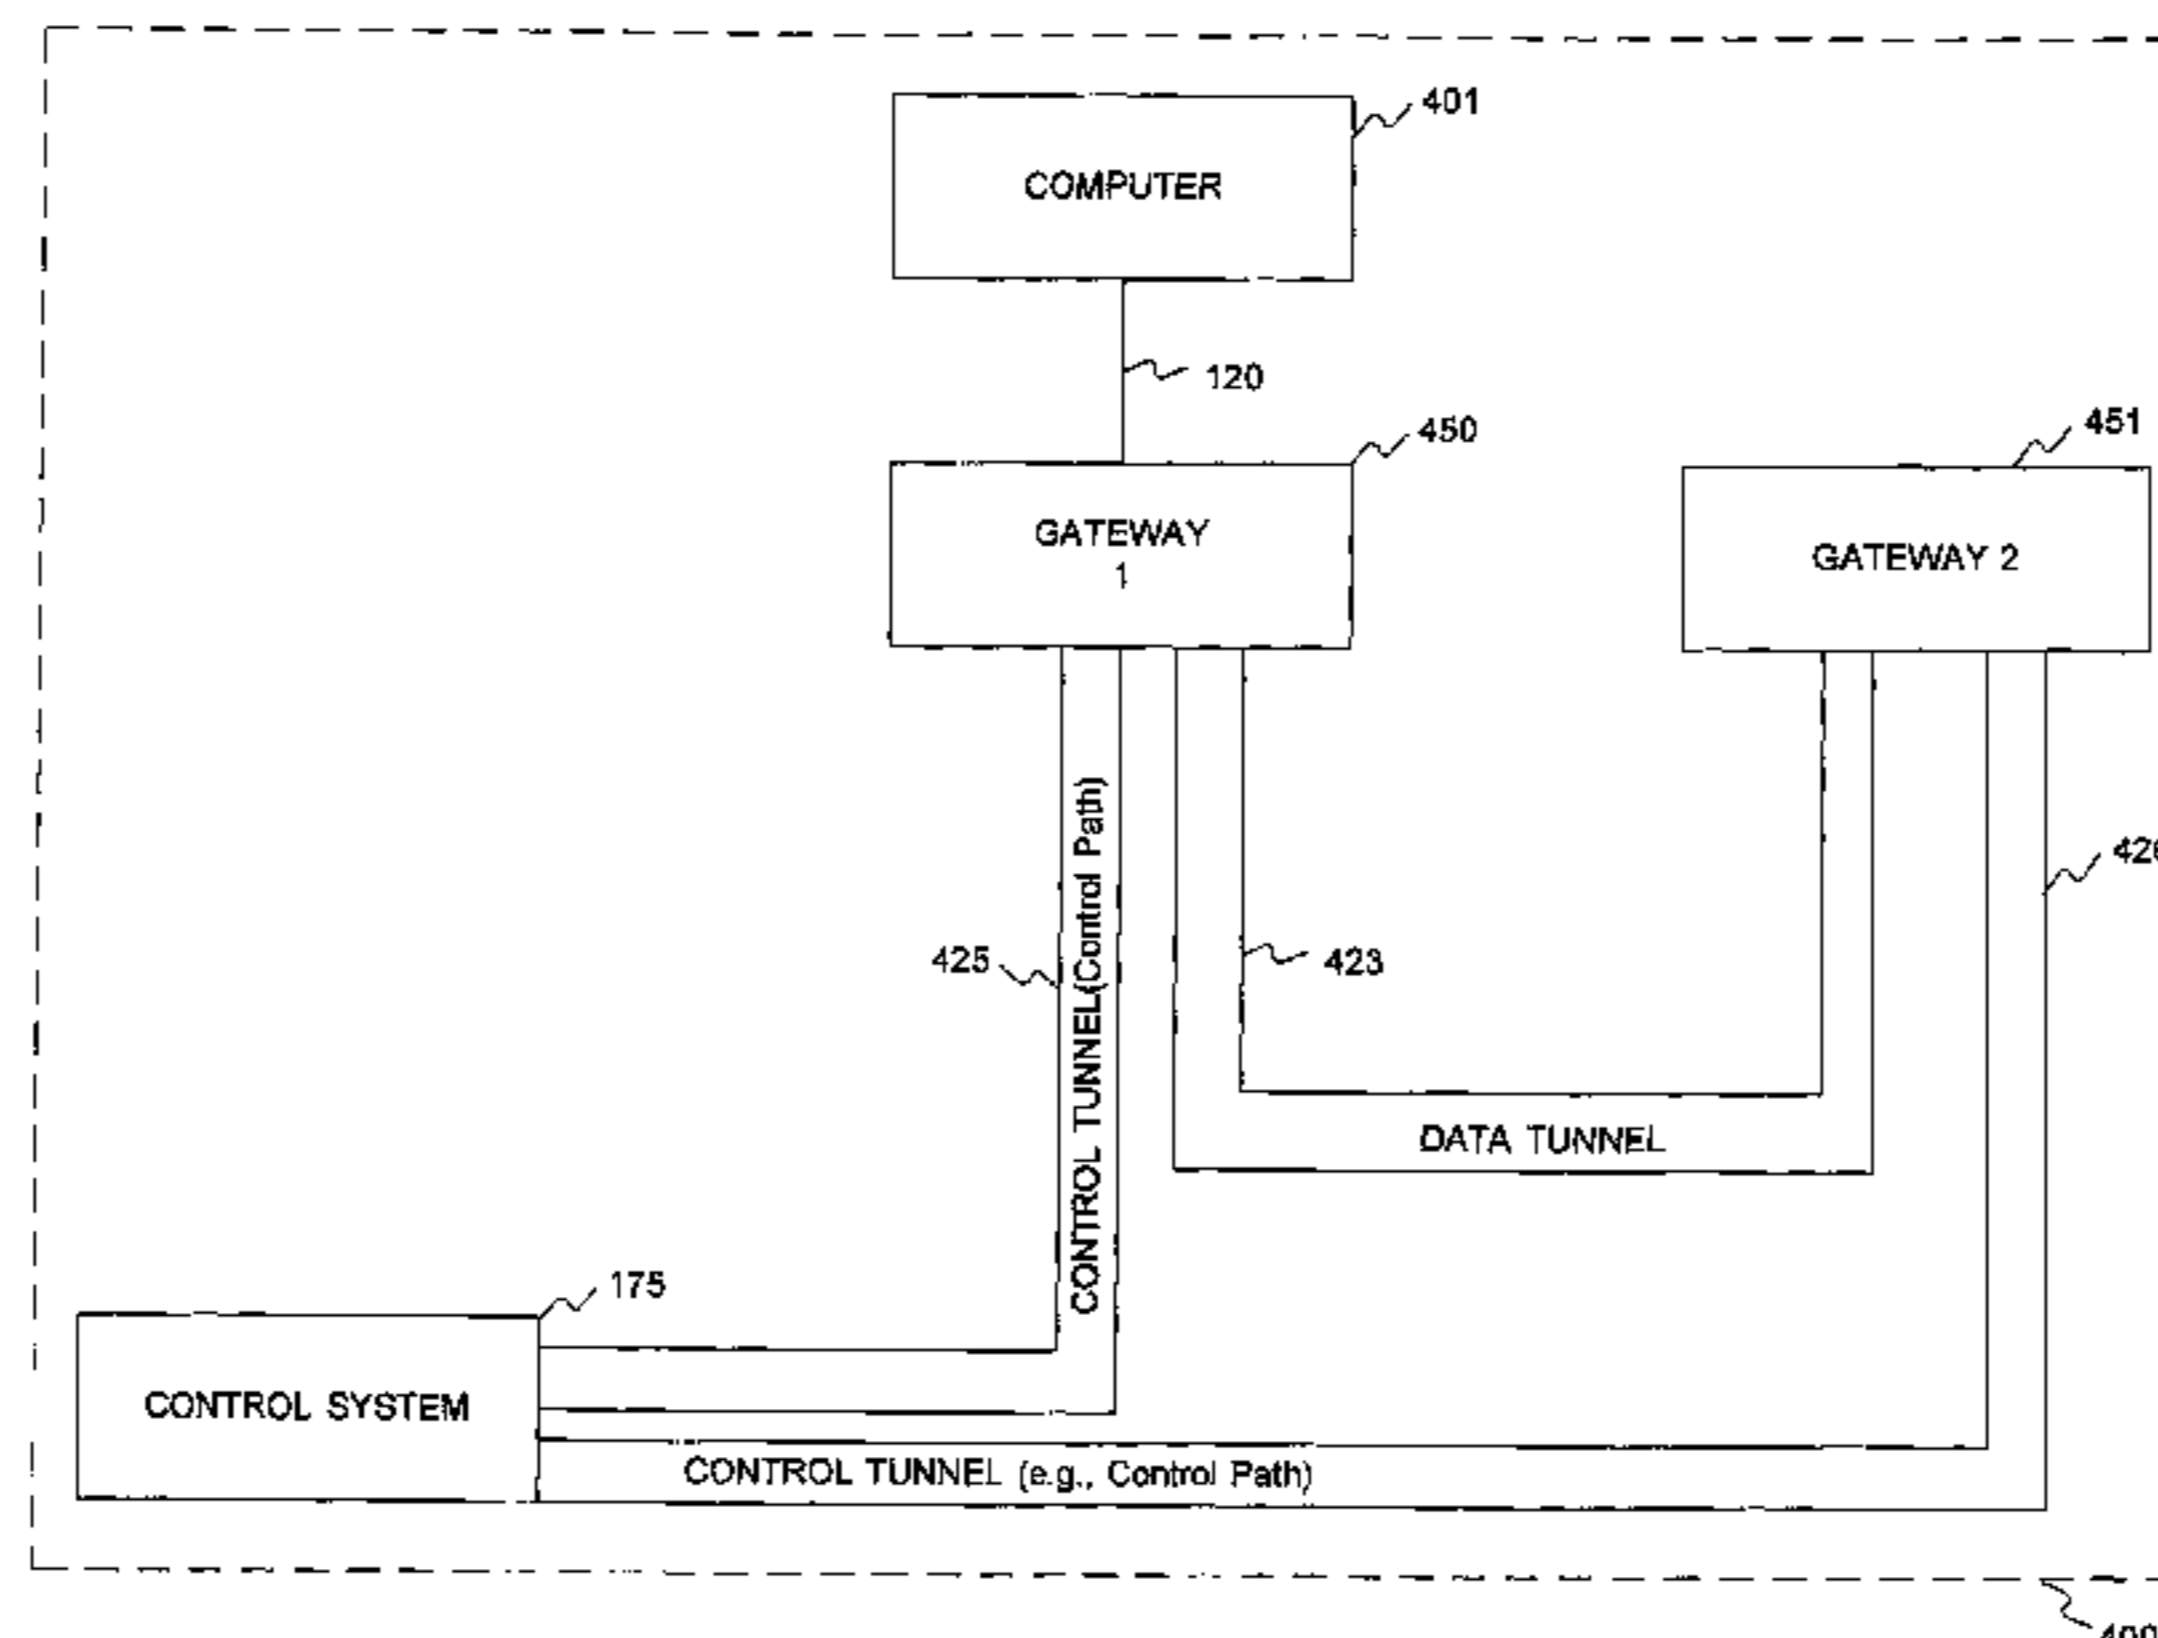 401
COMPUTER
120
450
451
GATEWAY
1
GATEWAY 2
CONTROL TUNNEL(Control Path)
425
423
DATA TUNNEL
175
CONTROL SYSTEM
CONTROL TUNNEL (e.g., Control Path)